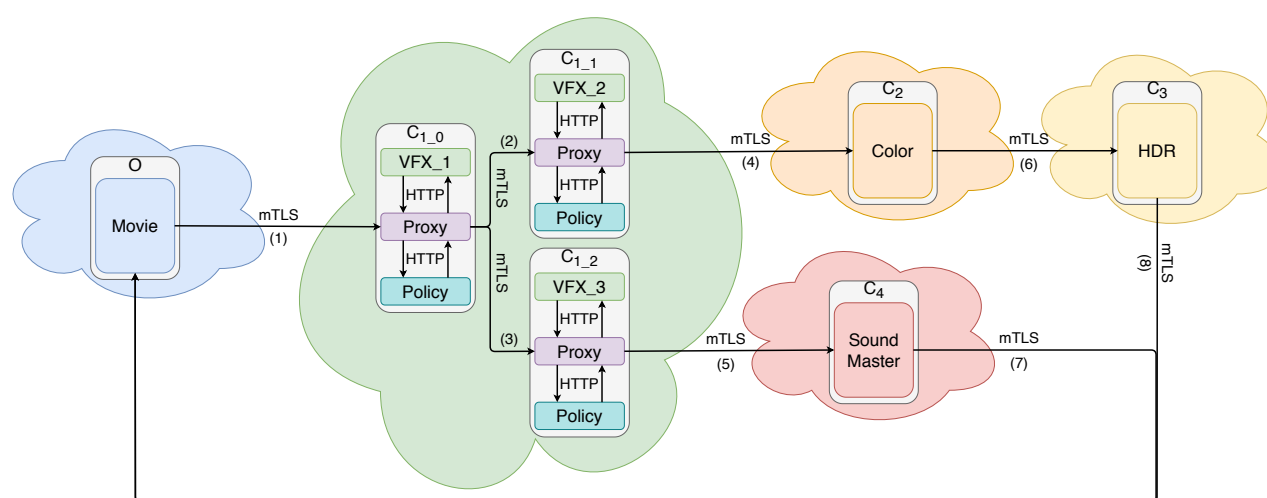 O
Movie
mTLS
(1)
C1_0
VFX_1
HTTP
Proxy
HTTP
Policy
(2)
mTLS
mTLS
(3)
C1_1
VFX_2
HTTP
Proxy
HTTP
Policy
C1_2
VFX_3
HTTP
Proxy
HTTP
Policy
mTLS
(4)
C2
Color
mTLS
(6)
C3
HDR
mTLS
(5)
C4
Sound
Master
mTLS
(7)
mTLS
(8)